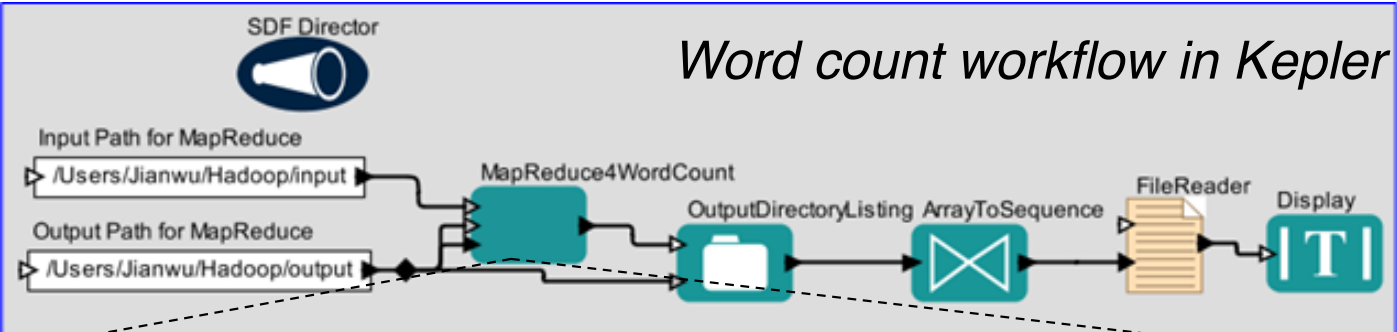 SDF Director
Word count workflow in Kepler
Input Path for MapReduce
/Users/Jianwu/Hadoop/input
MapReduce4WordCount
FileReader
Display
Output Path for MapReduce
OutputDirectoryListing
ArrayToSequence
/Users/Jianwu/Hadoop/output
T